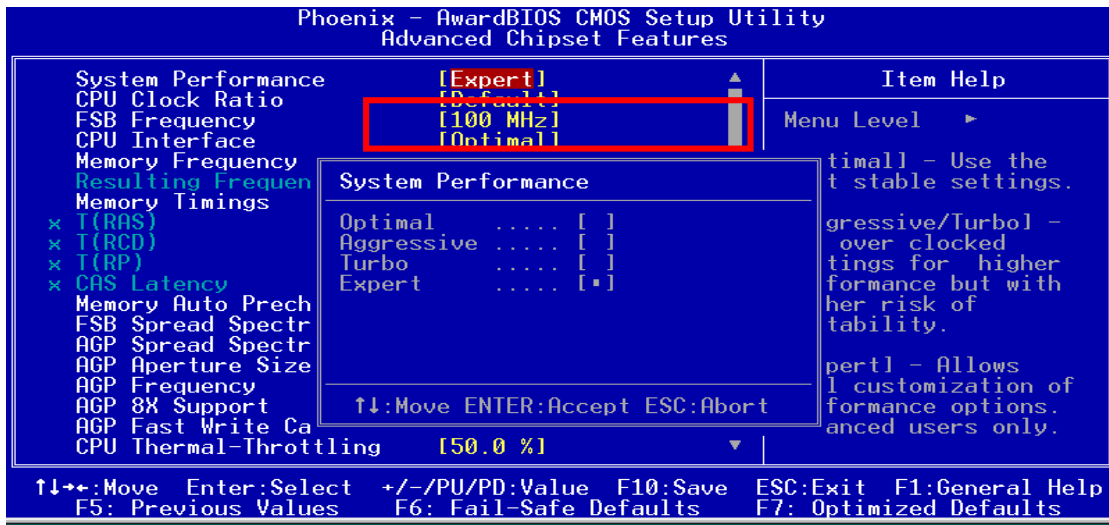 Phoenix - AwardBIOS CMOS Setup Utility
Advanced Chipset Features
System Performance [Expert]
CPU Clock Ratio [Default]
FSB Frequency [100 MHz]
CPU Interface [Optimal]
Memory Frequency
Resulting Frequen
Memory Timings
x T(RAS)
x T(RCD)
x T(RP)
x CAS Latency
Memory Auto Prech
FSB Spread Spectr
AGP Spread Spectr
AGP Aperture Size
AGP Frequency
AGP 8X Support
AGP Fast Write Ca
CPU Thermal-Throttling [50.0 %]
System Performance
Optimal ..... [ ]
Aggressive ..... [ ]
Turbo ..... [ ]
Expert ..... [▪]
↑↓:Move ENTER:Accept ESC:Abort
Item Help
Menu Level ►
timal] - Use the
t stable settings.
gressive/Turbo] -
over clocked
tings for higher
formance but with
her risk of
tability.
pert] - Allows
l customization of
formance options.
anced users only.
↑↓→←:Move Enter:Select +/-/PU/PD:Value F10:Save ESC:Exit F1:General Help
F5: Previous Values F6: Fail-Safe Defaults F7: Optimized Defaults